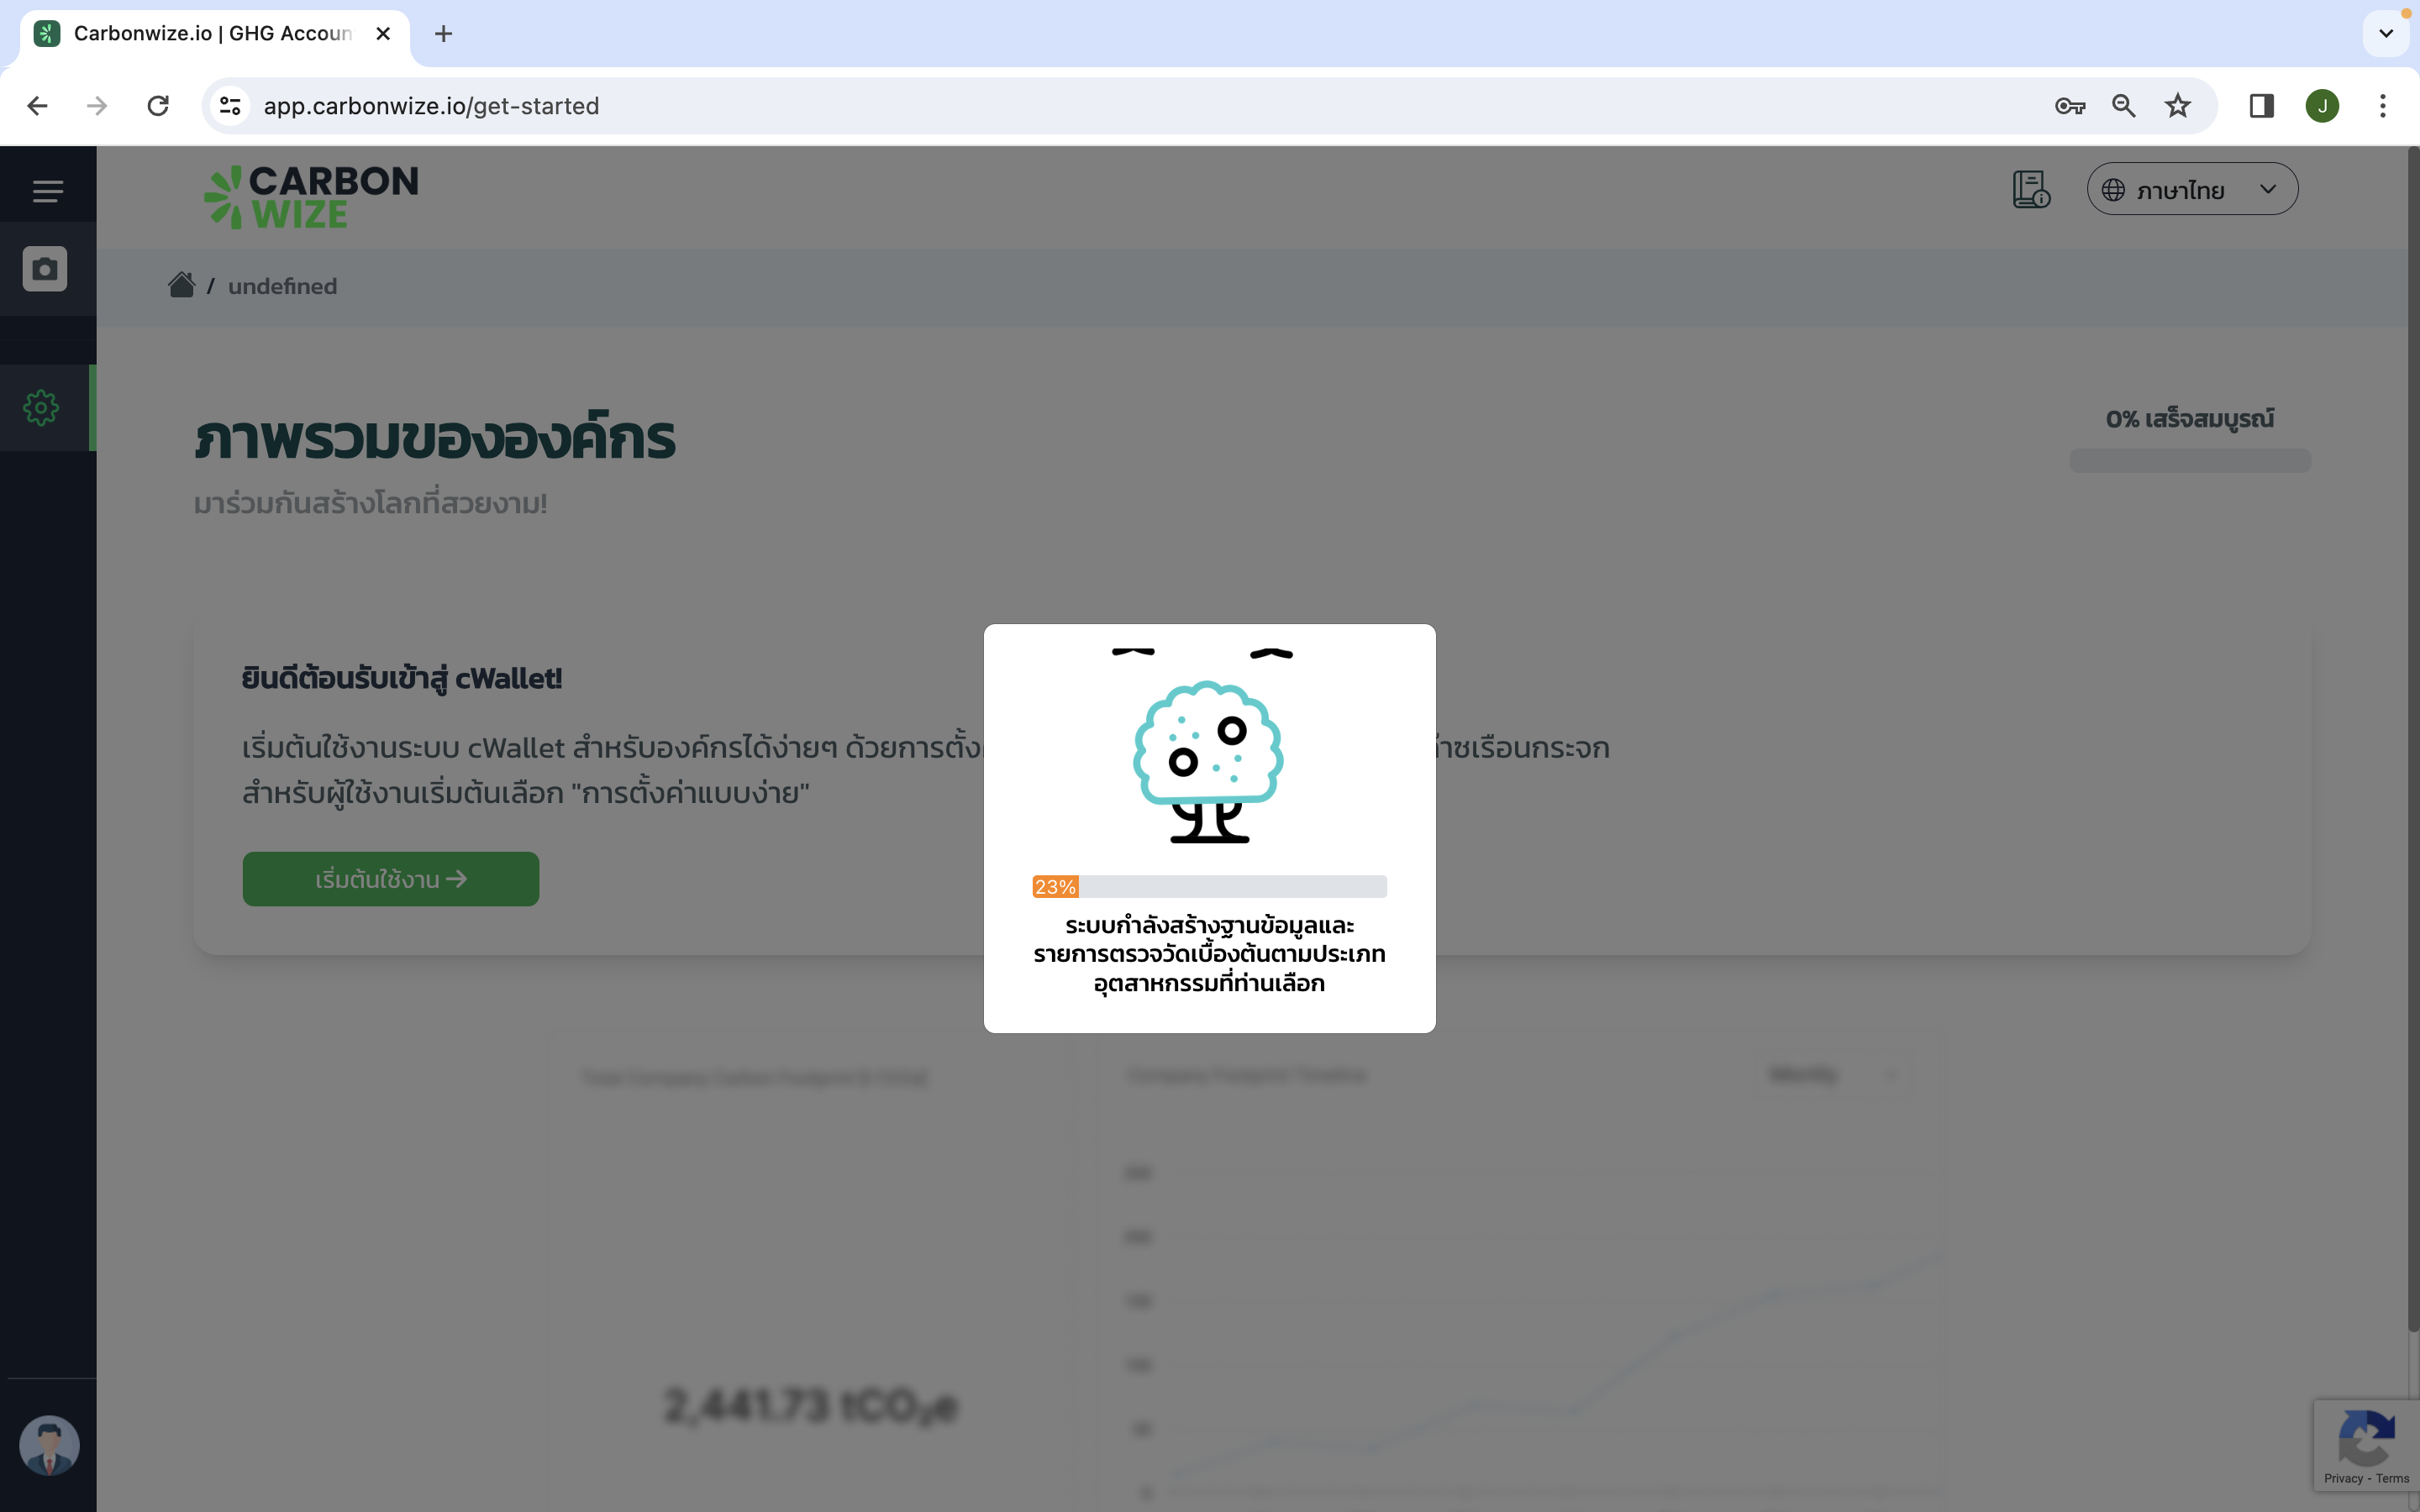 Carbonwize.io | GHG Accoun
app.carbonwize.io/get-started
J
CARBON
WIZE
ภาษาไทย
/ undefined
ภาพรวมขององค์กร
0% เสร็จสมบูรณ์
มาร่วมกันสร้างโลกที่สวยงาม!
ยินดีต้อนรับเข้าสู่ cWallet!
เริ่มต้นใช้งานระบบ cWallet สำหรับองค์กรได้ง่ายๆ ด้วยการตั้ง าซเรือนกระจก
สำหรับผู้ใช้งานเริ่มต้นเลือก "การตั้งค่าแบบง่าย"
เริ่มต้นใช้งาน
23%
ระบบกำลังสร้างฐานข้อมูลและ
รายการตรวจวัดเบื้องต้นตามประเภท
อุตสาหกรรมที่ท่านเลือก
Total Company Carbon Footprint
Company Footprint Timeline
Monthly
2,441.73 tCO₂e
Privacy - Terms